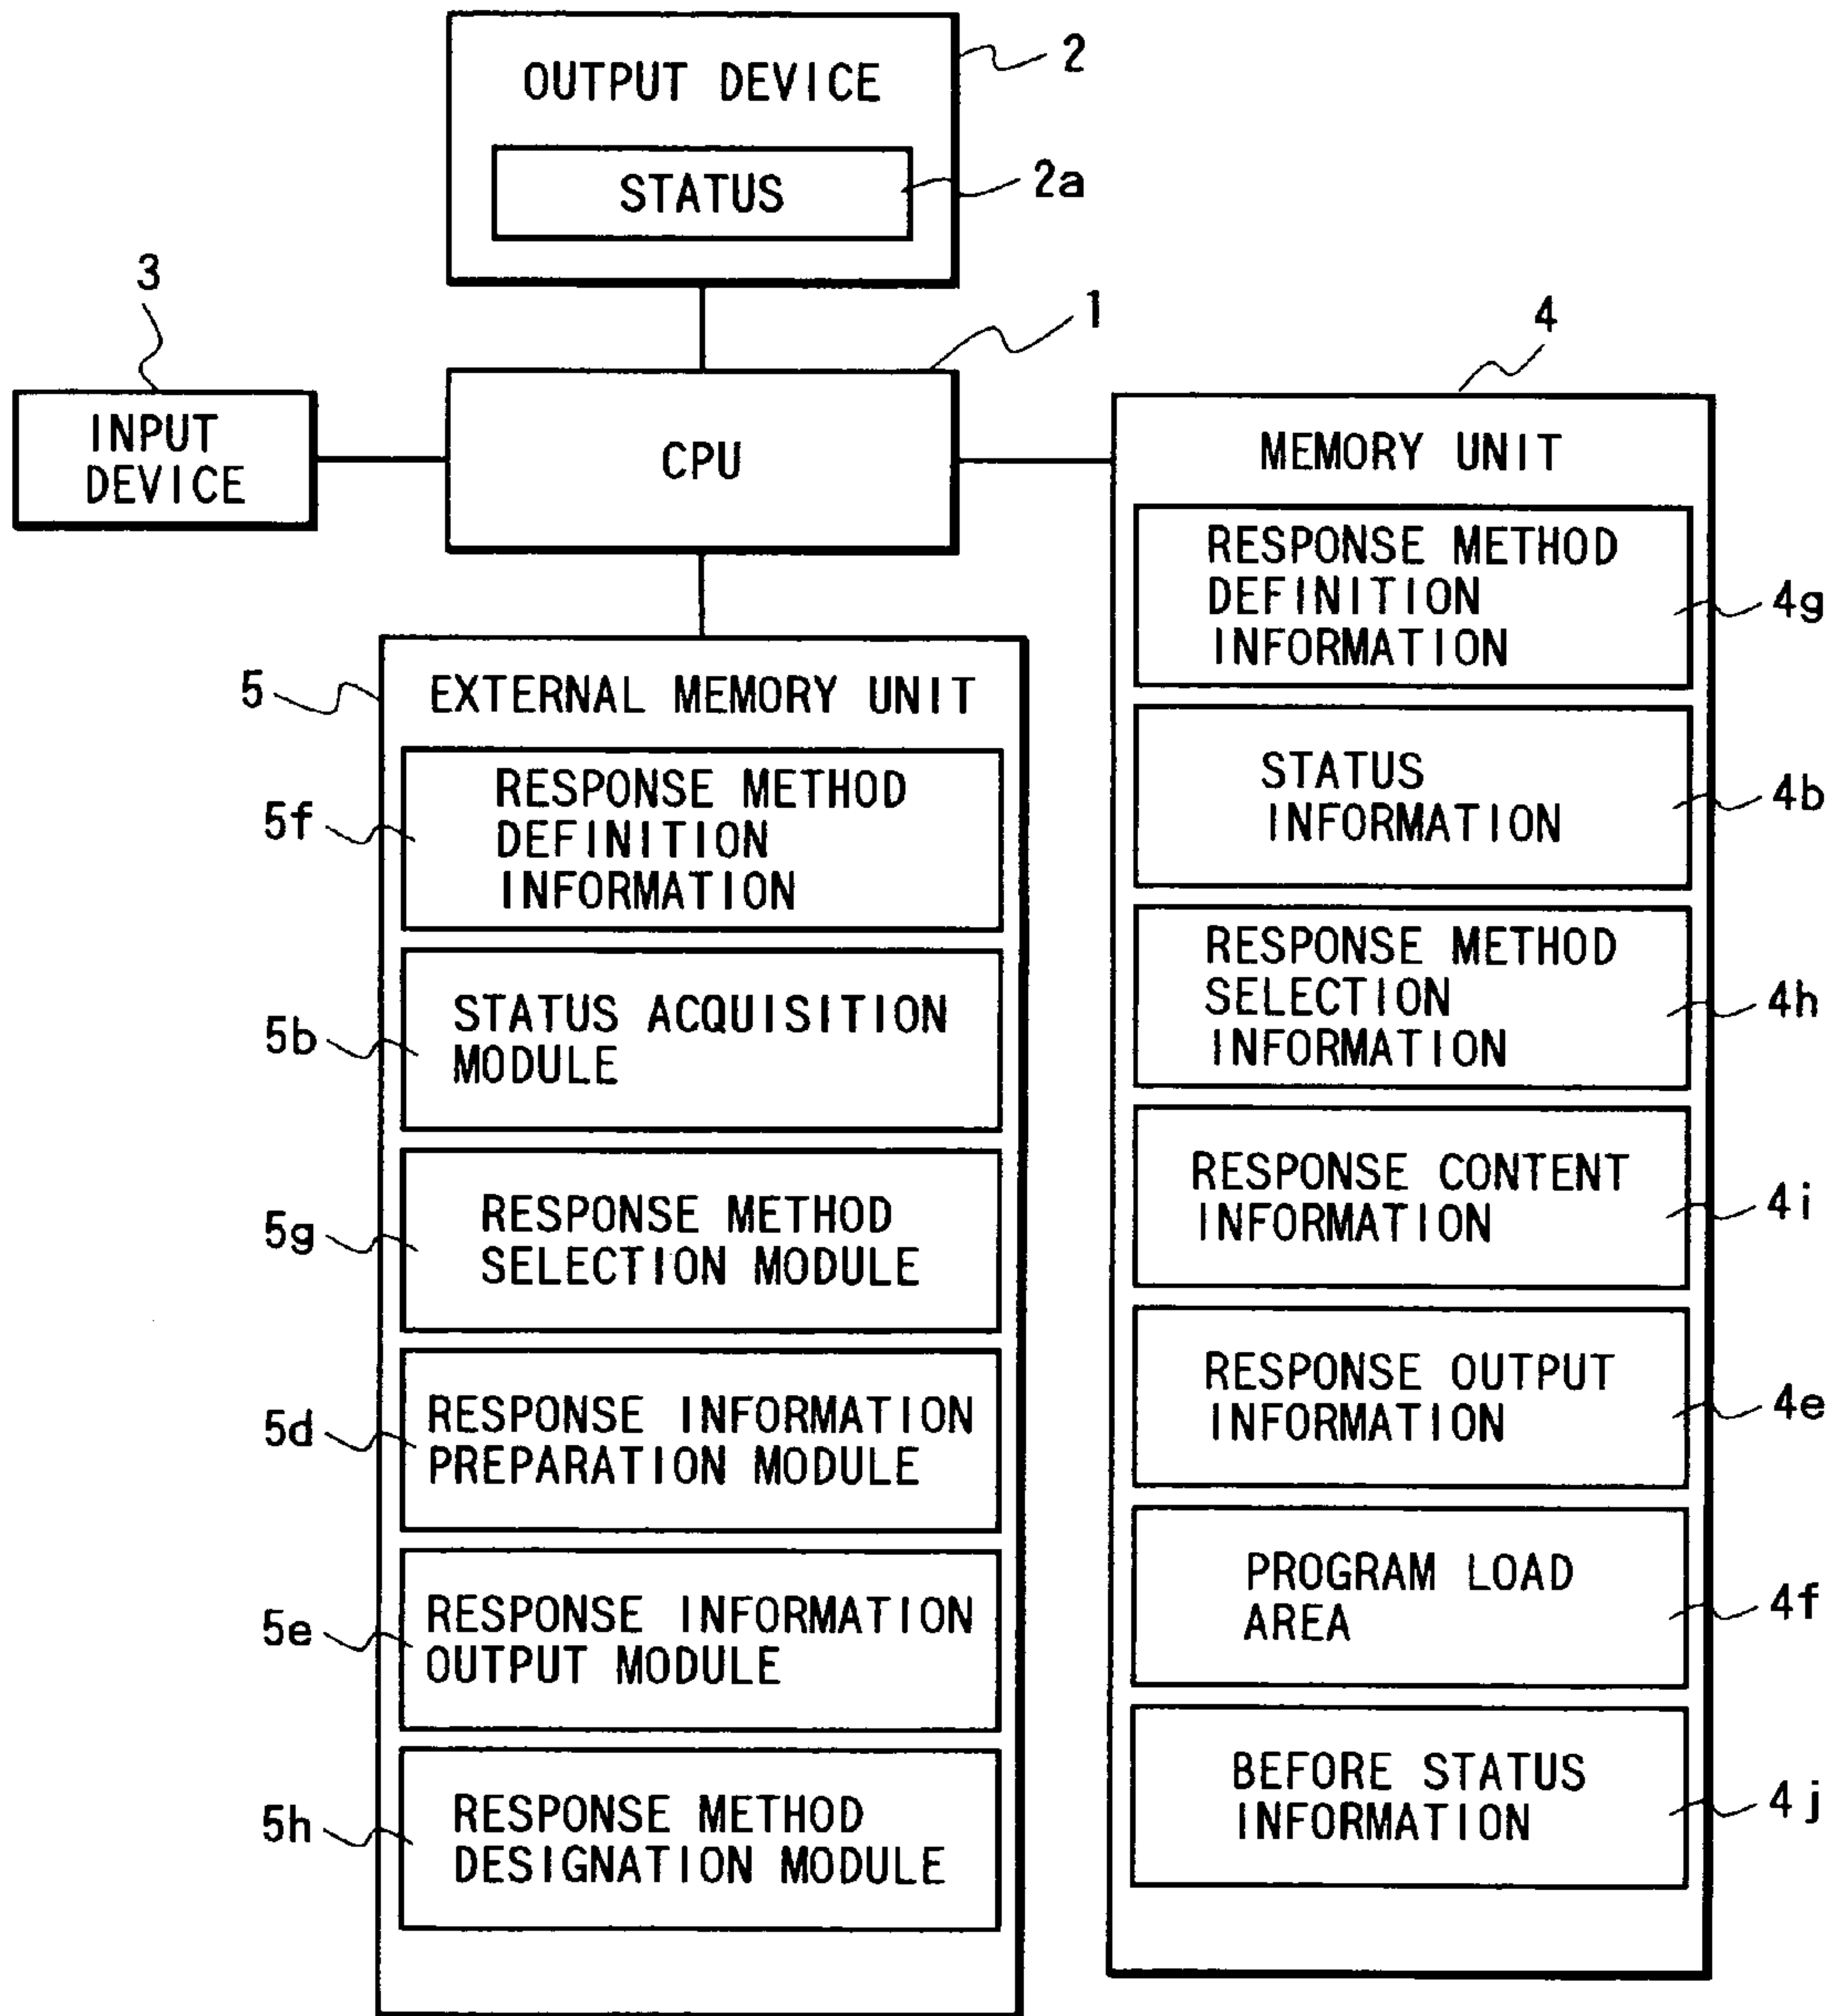 OUTPUT DEVICE
2
STATUS
2a
3
1
4
INPUT
DEVICE
CPU
MEMORY UNIT
RESPONSE METHOD
DEFINITION
INFORMATION
4g
STATUS
INFORMATION
4b
RESPONSE METHOD
SELECTION
INFORMATION
4h
RESPONSE CONTENT
INFORMATION
4i
RESPONSE OUTPUT
INFORMATION
4e
PROGRAM LOAD
AREA
4f
BEFORE STATUS
INFORMATION
4j
5
EXTERNAL MEMORY UNIT
5f
RESPONSE METHOD
DEFINITION
INFORMATION
5b
STATUS ACQUISITION
MODULE
5g
RESPONSE METHOD
SELECTION MODULE
5d
RESPONSE INFORMATION
PREPARATION MODULE
5e
RESPONSE INFORMATION
OUTPUT MODULE
5h
RESPONSE METHOD
DESIGNATION MODULE